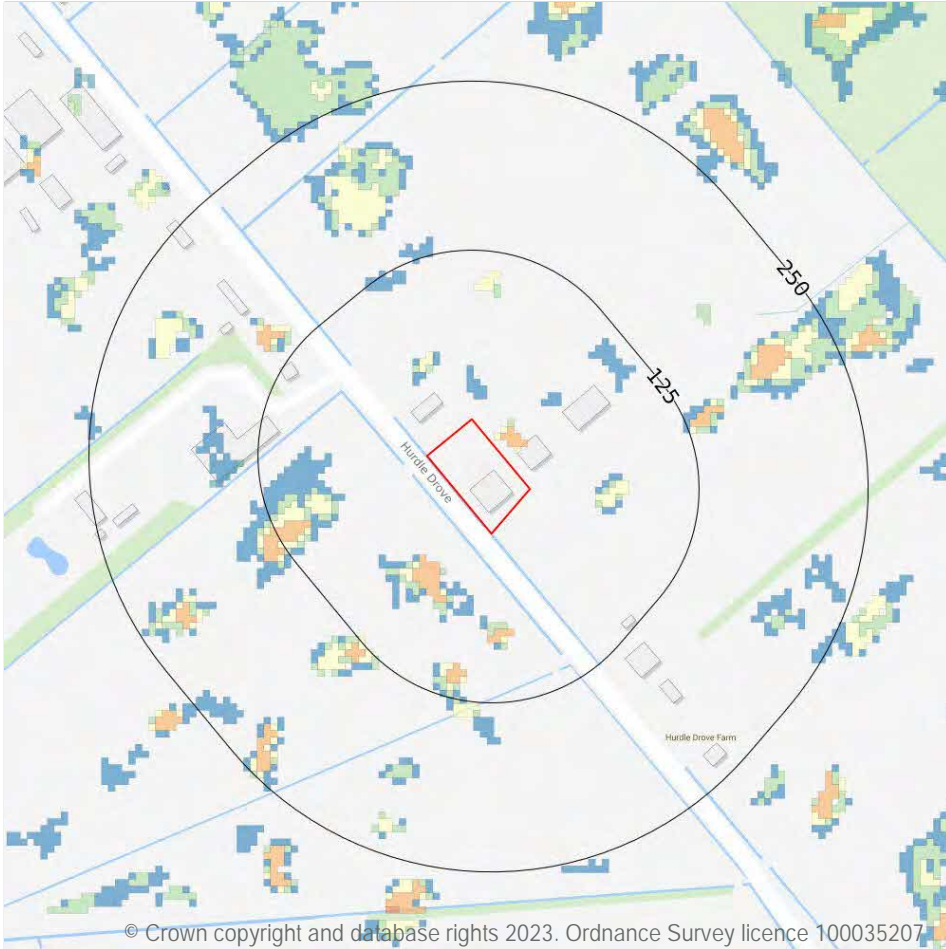 250
125
Hurdle Drove
Hurdle Drove Farm
© Crown copyright and database rights 2023. Ordnance Survey licence 100035207.